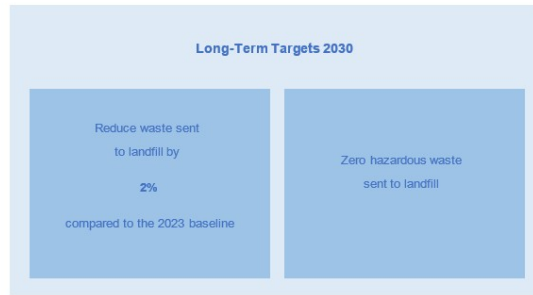 Long-Term Targets 2030
Reduce waste sent
to landfill by
2%
compared to the 2023 baseline
Zero hazardous waste
sent to landfill